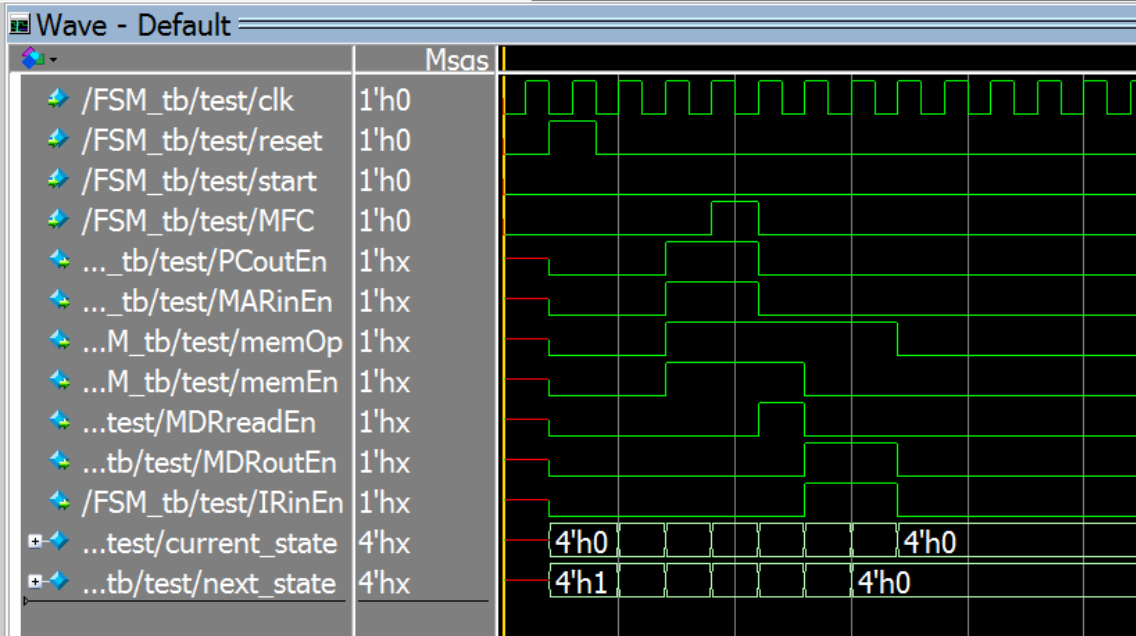 Wave - Default
Msgs
/FSM_tb/test/clk 1'h0
/FSM_tb/test/reset 1'h0
/FSM_tb/test/start 1'h0
/FSM_tb/test/MFC 1'h0
..._tb/test/PCoutEn 1'hx
..._tb/test/MARinEn 1'hx
...M_tb/test/memOp 1'hx
...M_tb/test/memEn 1'hx
...test/MDRreadEn 1'hx
...tb/test/MDRoutEn 1'hx
/FSM_tb/test/IRinEn 1'hx
...test/current_state 4'hx 4'h0 4'h0
...tb/test/next_state 4'hx 4'h1 4'h0